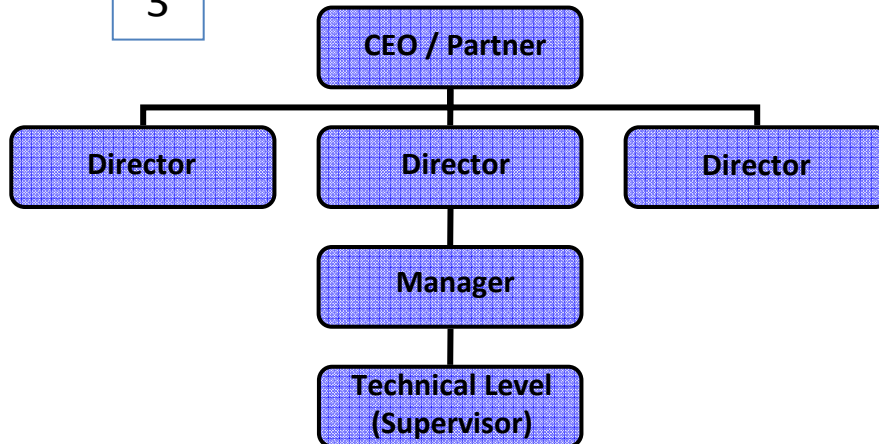 3
CEO / Partner
Director
Director
Director
Manager
Technical Level
(Supervisor)